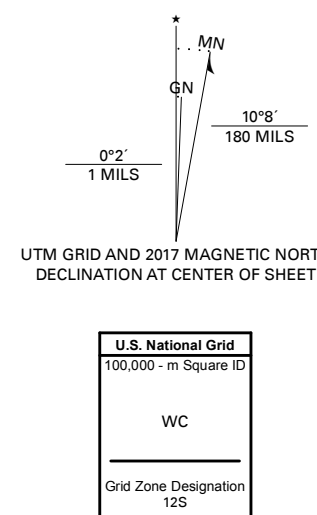 ★
MN
GN
10°8´
180 MILS
0°2´
1 MILS
UTM GRID AND 2017 MAGNETIC NORT
DECLINATION AT CENTER OF SHEET
U.S. National Grid
100,000 - m Square ID
WC
Grid Zone Designation
12S